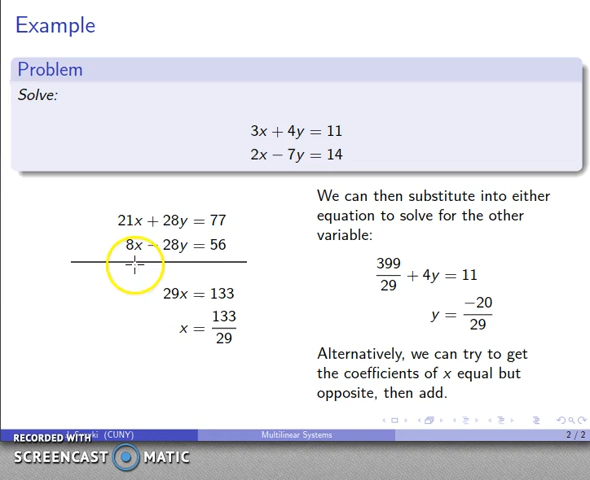 Example
Problem
Solve:
3x + 4y = 11
2x − 7y = 14
21x + 28y = 77
8x − 28y = 56
29x = 133
x = 133/29
We can then substitute into either
equation to solve for the other
variable:
399/29 + 4y = 11
y = −20/29
Alternatively, we can try to get
the coefficients of x equal but
opposite, then add.
(CUNY)
Multilinear Systems
2 / 2
RECORDED WITH
SCREENCAST MATIC